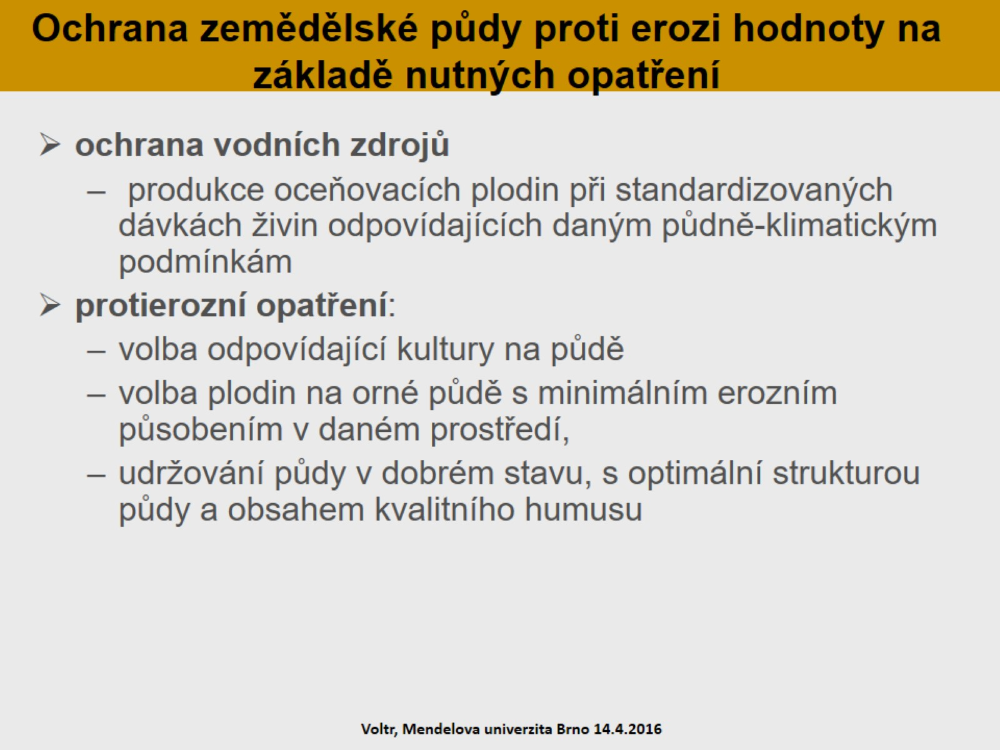 Ochrana zemědělské půdy proti erozi hodnoty na
základě nutných opatření
➢ ochrana vodních zdrojů
– produkce oceňovacích plodin při standardizovaných
dávkách živin odpovídajících daným půdně-klimatickým
podmínkám
➢ protierozní opatření:
– volba odpovídající kultury na půdě
– volba plodin na orné půdě s minimálním erozním
působením v daném prostředí,
– udržování půdy v dobrém stavu, s optimální strukturou
půdy a obsahem kvalitního humusu
Voltr, Mendelova univerzita Brno 14.4.2016